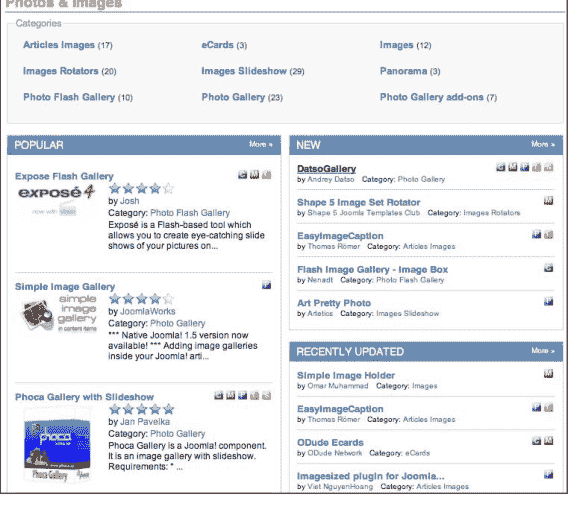 Photos & Images
Categories
Articles Images (17)
eCards (3)
Images (12)
Images Rotators (20)
Images Slideshow (29)
Panorama (3)
Photo Flash Gallery (10)
Photo Gallery (23)
Photo Gallery add-ons (7)
POPULAR
More »
Expose Flash Gallery
exposé 4
now with
by Josh
Category: Photo Flash Gallery
Exposé is a Flash-based tool which
allows you to create eye-catching slide
shows of your pictures on...
Simple Image Gallery
simple
image
gallery
in content items
by JoomlaWorks
Category: Photo Gallery
*** Native Joomla! 1.5 version now
available! *** Adding image galleries
inside your Joomla! arti...
Phoca Gallery with Slideshow
phoca
Phoca Gallery
by Jan Pavelka
Category: Photo Gallery
Phoca Gallery is a Joomla! component.
It is an image gallery with slideshow.
Requirements: * ...
NEW
More »
DatsoGallery
by Andrey Datso Category: Photo Gallery
Shape 5 Image Set Rotator
by Shape 5 Joomla Templates Club Category: Images Rotators
EasyImageCaption
by Thomas Römer Category: Articles Images
Flash Image Gallery - Image Box
by Nenadt Category: Photo Flash Gallery
Art Pretty Photo
by Artetics Category: Images Slideshow
RECENTLY UPDATED
More »
Simple Image Holder
by Omar Muhammad Category: Images
EasyImageCaption
by Thomas Römer Category: Articles Images
ODude Ecards
by ODude Network Category: eCards
Imagesized plugin for Joomla...
by Viet NguyenHoang Category: Articles Images